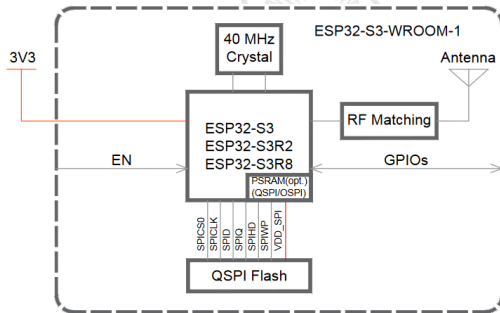 ESP32-S3-WROOM-1
40 MHz
Crystal
3V3
Antenna
ESP32-S3
ESP32-S3R2
ESP32-S3R8
RF Matching
EN
GPIOs
PSRAM(opt.)
(QSPI/OSPI)
SPICS0
SPICLK
SPID
SPIQ
SPIHD
SPIWP
VDD_SPI
QSPI Flash